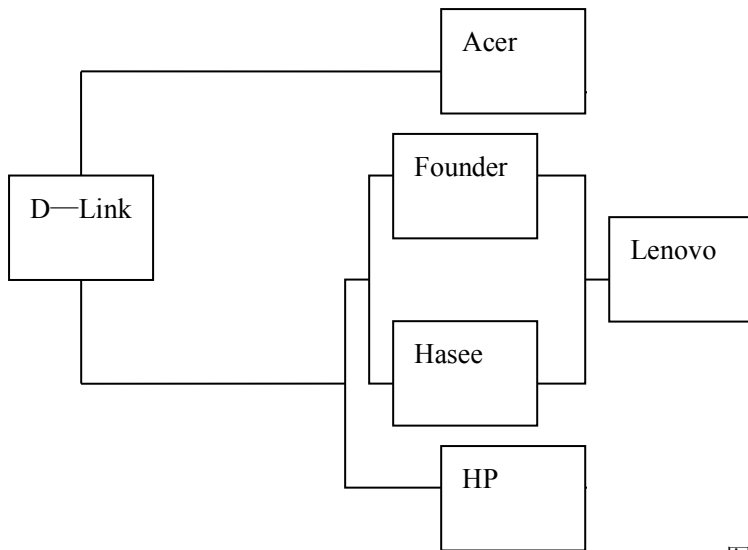 Acer
Founder
D—Link
Lenovo
Hasee
HP